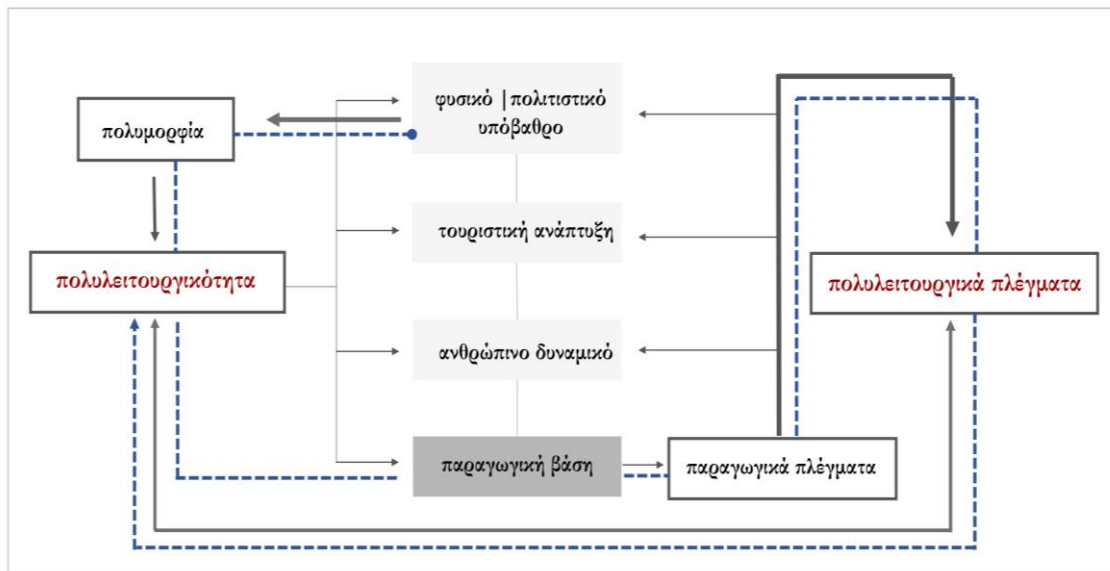 φυσικό | πολιτιστικό
υπόβαθρο
πολυμορφία
τουριστική ανάπτυξη
πολυλειτουργικότητα
πολυλειτουργικά πλέγματα
ανθρώπινο δυναμικό
παραγωγική βάση
παραγωγικά πλέγματα